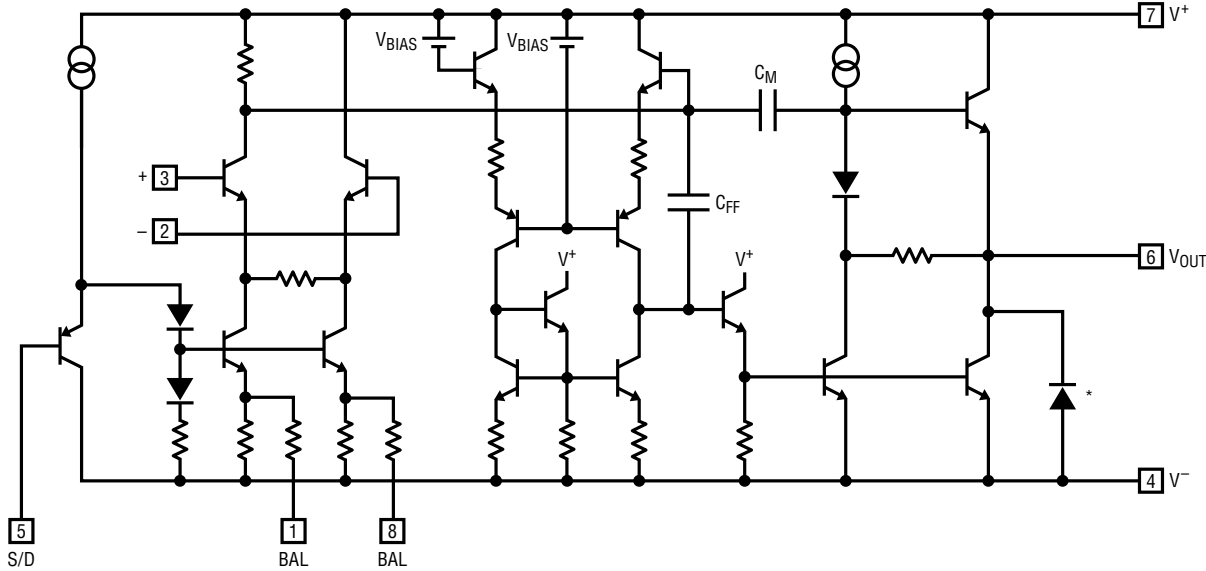 7 V+
VBIAS
VBIAS
CM
+ 3
CFF
− 2
V+
V+
6 VOUT
*
4 V−
5
1
8
S/D
BAL
BAL